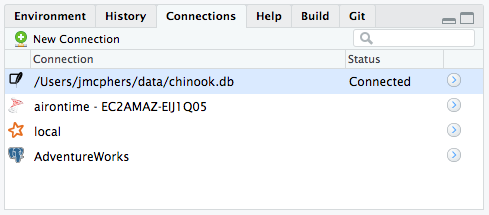 Environment History Connections Help Build Git
New Connection
Connection Status
/Users/jmcphers/data/chinook.db Connected
airontime - EC2AMAZ-EIJ1Q05
local
AdventureWorks